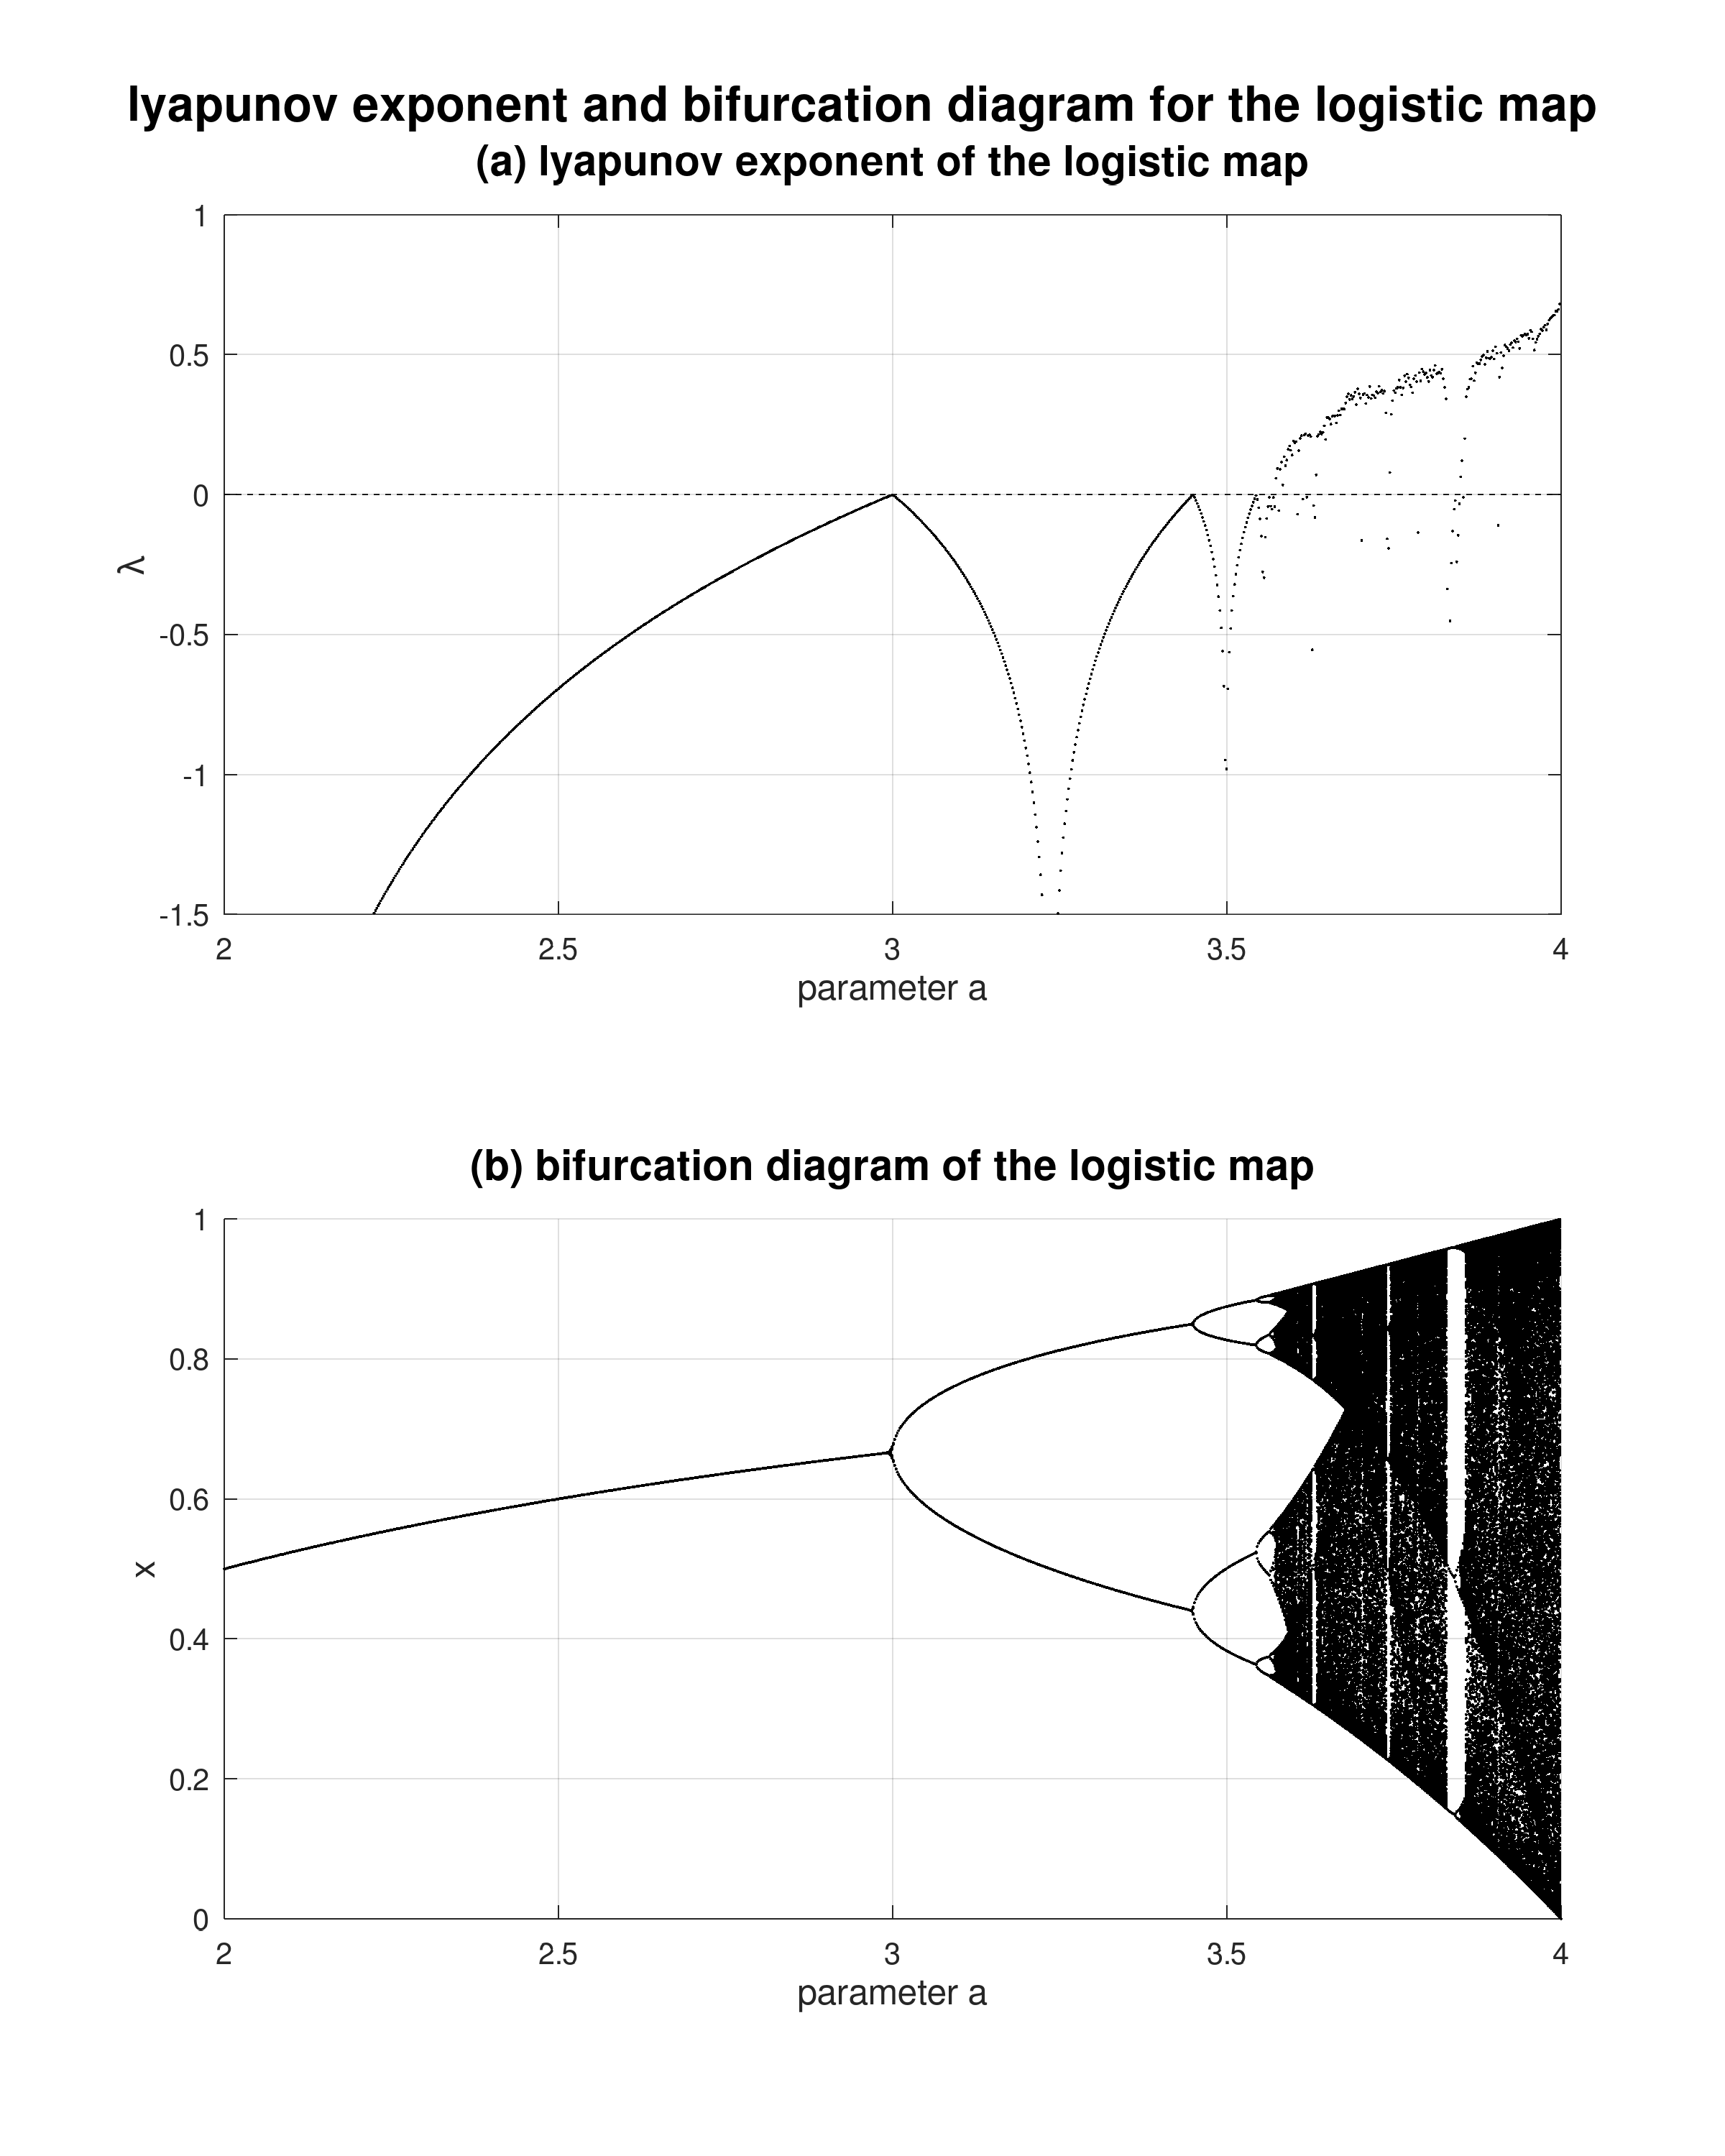 lyapunov exponent and bifurcation diagram for the logistic map
(a) lyapunov exponent of the logistic map
1
0.5
0
-0.5
-1
-1.5
λ
2 2.5 3 3.5 4
parameter a
(b) bifurcation diagram of the logistic map
1
0.8
0.6
0.4
0.2
0
x
2 2.5 3 3.5 4
parameter a